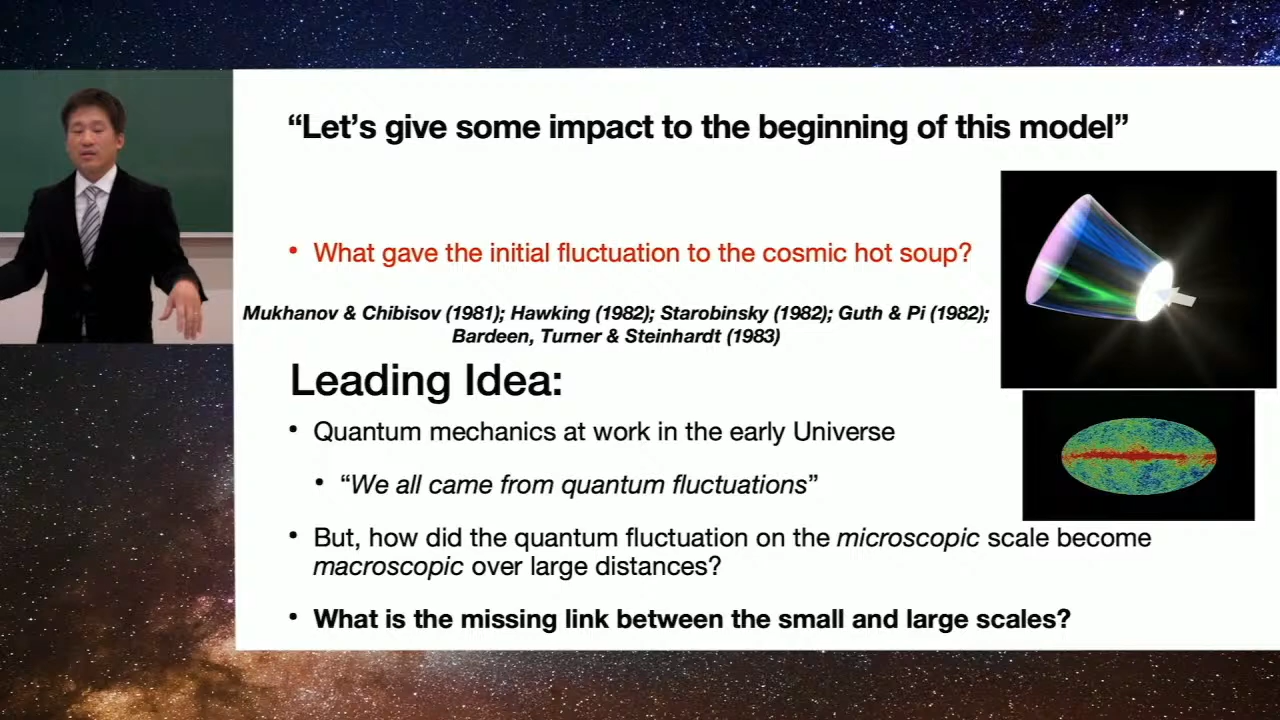 “Let’s give some impact to the beginning of this model”
• What gave the initial fluctuation to the cosmic hot soup?
Mukhanov & Chibisov (1981); Hawking (1982); Starobinsky (1982); Guth & Pi (1982);
Bardeen, Turner & Steinhardt (1983)
Leading Idea:
• Quantum mechanics at work in the early Universe
• “We all came from quantum fluctuations”
• But, how did the quantum fluctuation on the microscopic scale become
macroscopic over large distances?
• What is the missing link between the small and large scales?